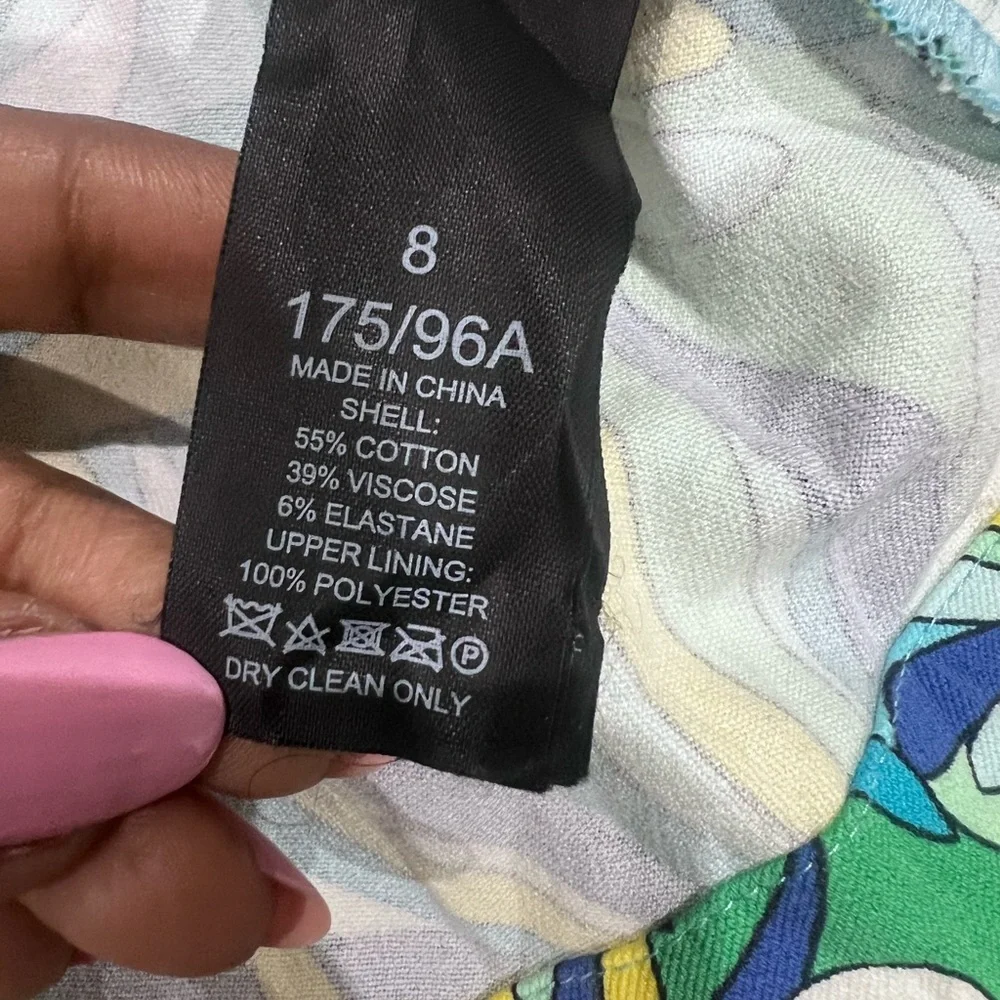 8
175/96A
MADE IN CHINA
SHELL:
55% COTTON
39% VISCOSE
6% ELASTANE
UPPER LINING:
100% POLYESTER
P
DRY CLEAN ONLY